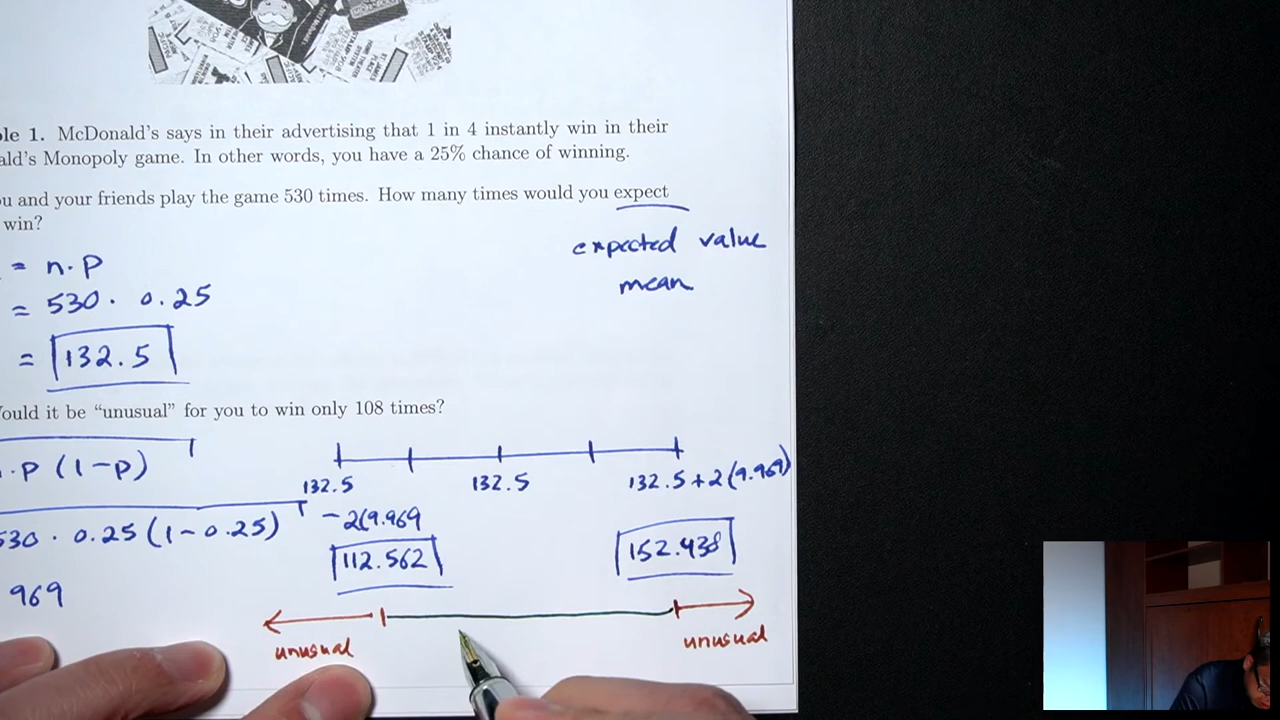 ple 1. McDonald's says in their advertising that 1 in 4 instantly win in their
ald's Monopoly game. In other words, you have a 25% chance of winning.
ou and your friends play the game 530 times. How many times would you expect
win?
expected value
mean
= n·p
= 530 · 0.25
= 132.5
ould it be “unusual” for you to win only 108 times?
·p (1-p)
530 · 0.25 (1-0.25)
969
132.5 132.5 132.5+2(9.969)
-2(9.969
112.562 152.438
unusual unusual